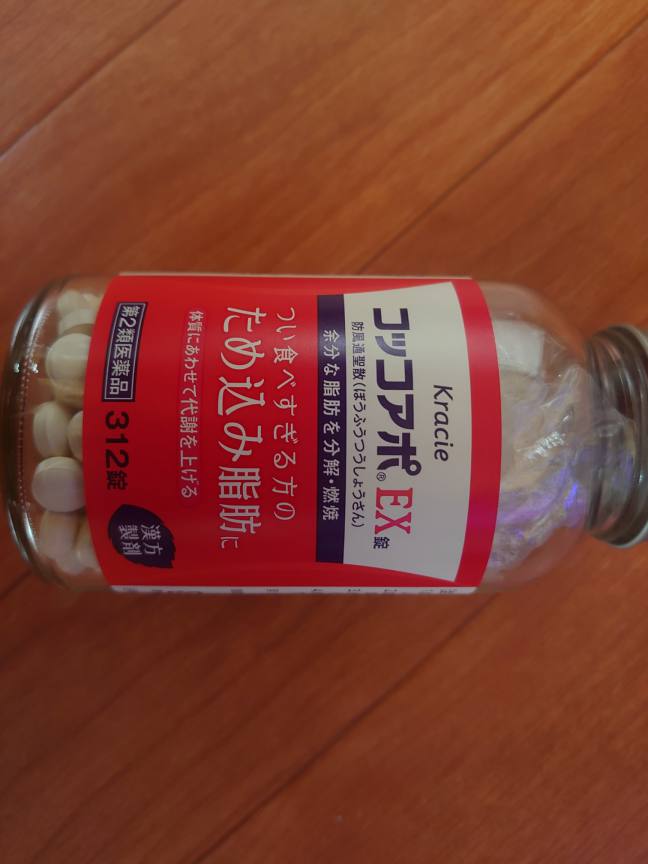 Kracie
コッコアポ®EX錠
防風通聖散(ぼうふうつうしょうさん)
余分な脂肪を分解・燃焼
つい食べすぎる方の
ため込み脂肪に
体質にあわせて代謝を上げる
第2類医薬品
312錠
漢方
製剤